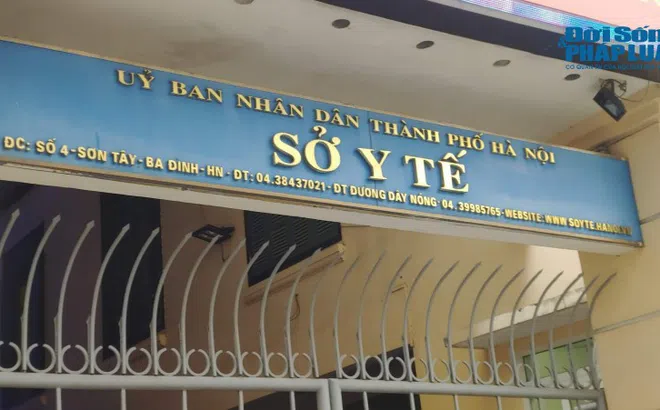 Đời Sống
PHÁP LUẬT
UỶ BAN NHÂN DÂN THÀNH PHỐ HÀ NỘI
SỞ Y TẾ
ĐC: SỐ 4 - SƠN TÂY - BA ĐÌNH - HN - ĐT: 04.38437021 - ĐT DƯƠNG DÂY NÓNG: 04.39985765 - WEBSITE: WWW.SOYTE.HANOI.VN